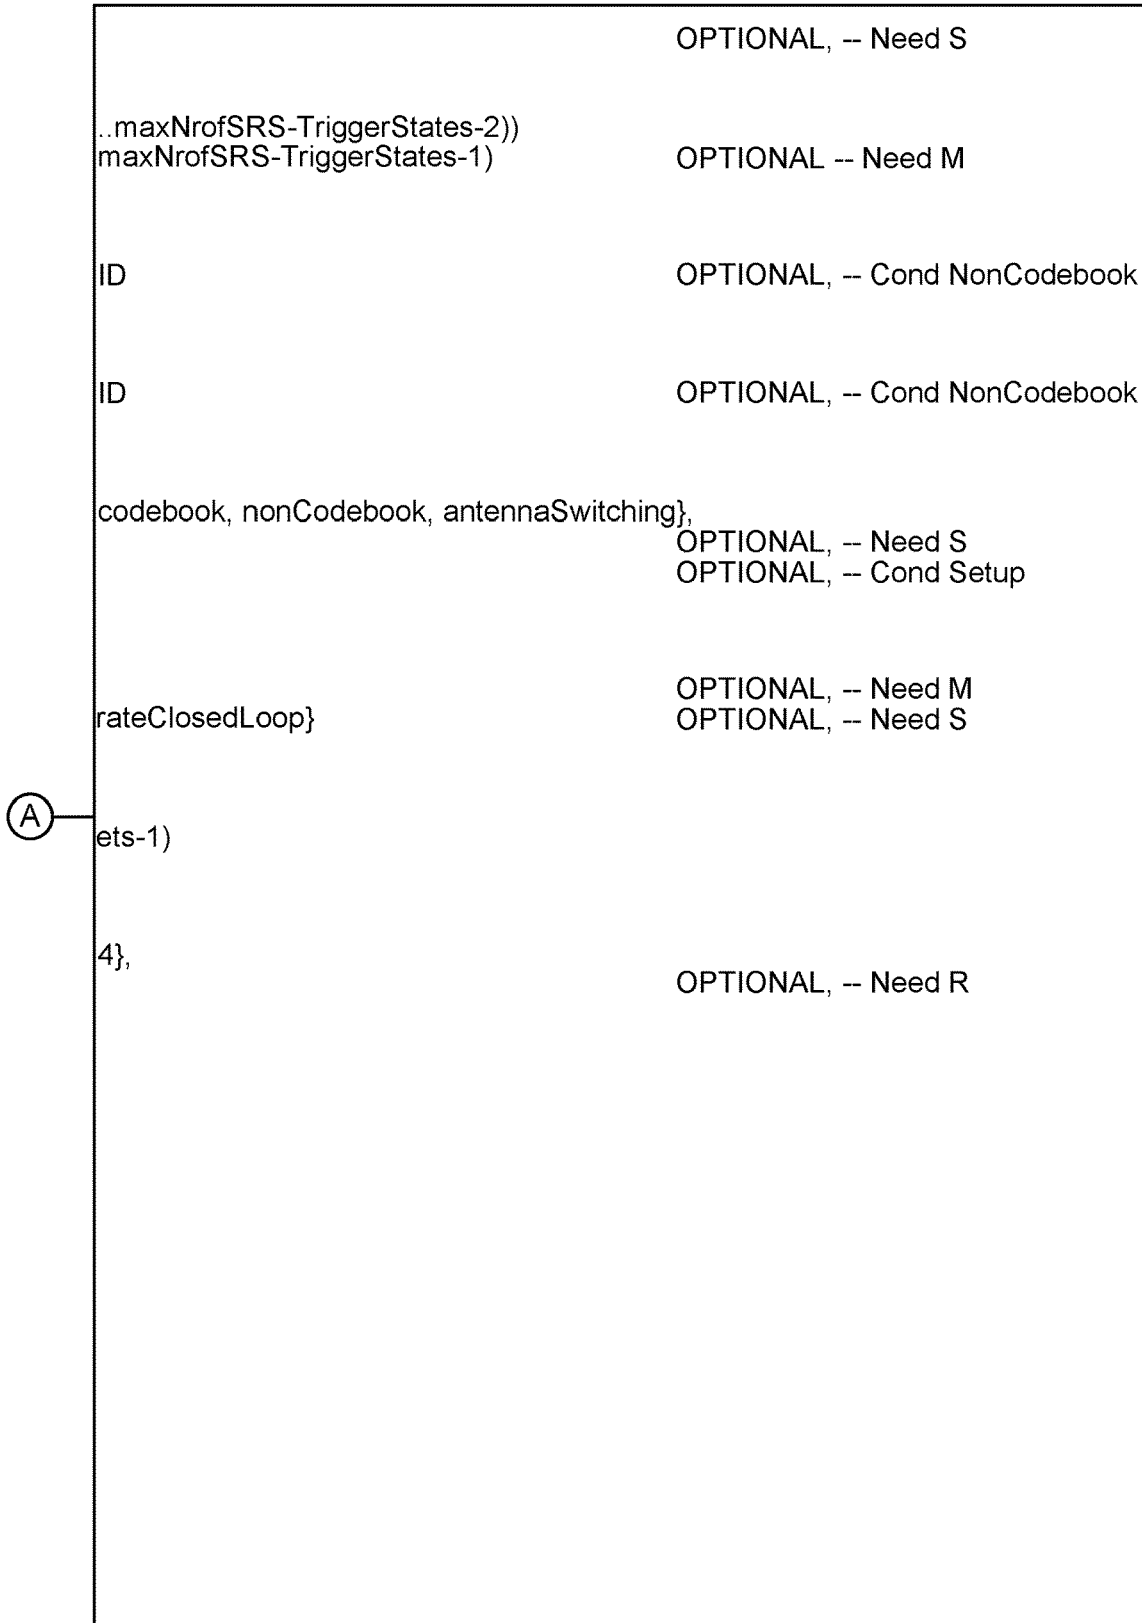 OPTIONAL, -- Need S
..maxNrofSRS-TriggerStates-2))
maxNrofSRS-TriggerStates-1) OPTIONAL -- Need M
ID OPTIONAL, -- Cond NonCodebook
ID OPTIONAL, -- Cond NonCodebook
codebook, nonCodebook, antennaSwitching},
OPTIONAL, -- Need S
OPTIONAL, -- Cond Setup
OPTIONAL, -- Need M
rateClosedLoop} OPTIONAL, -- Need S
A
ets-1)
4},
OPTIONAL, -- Need R